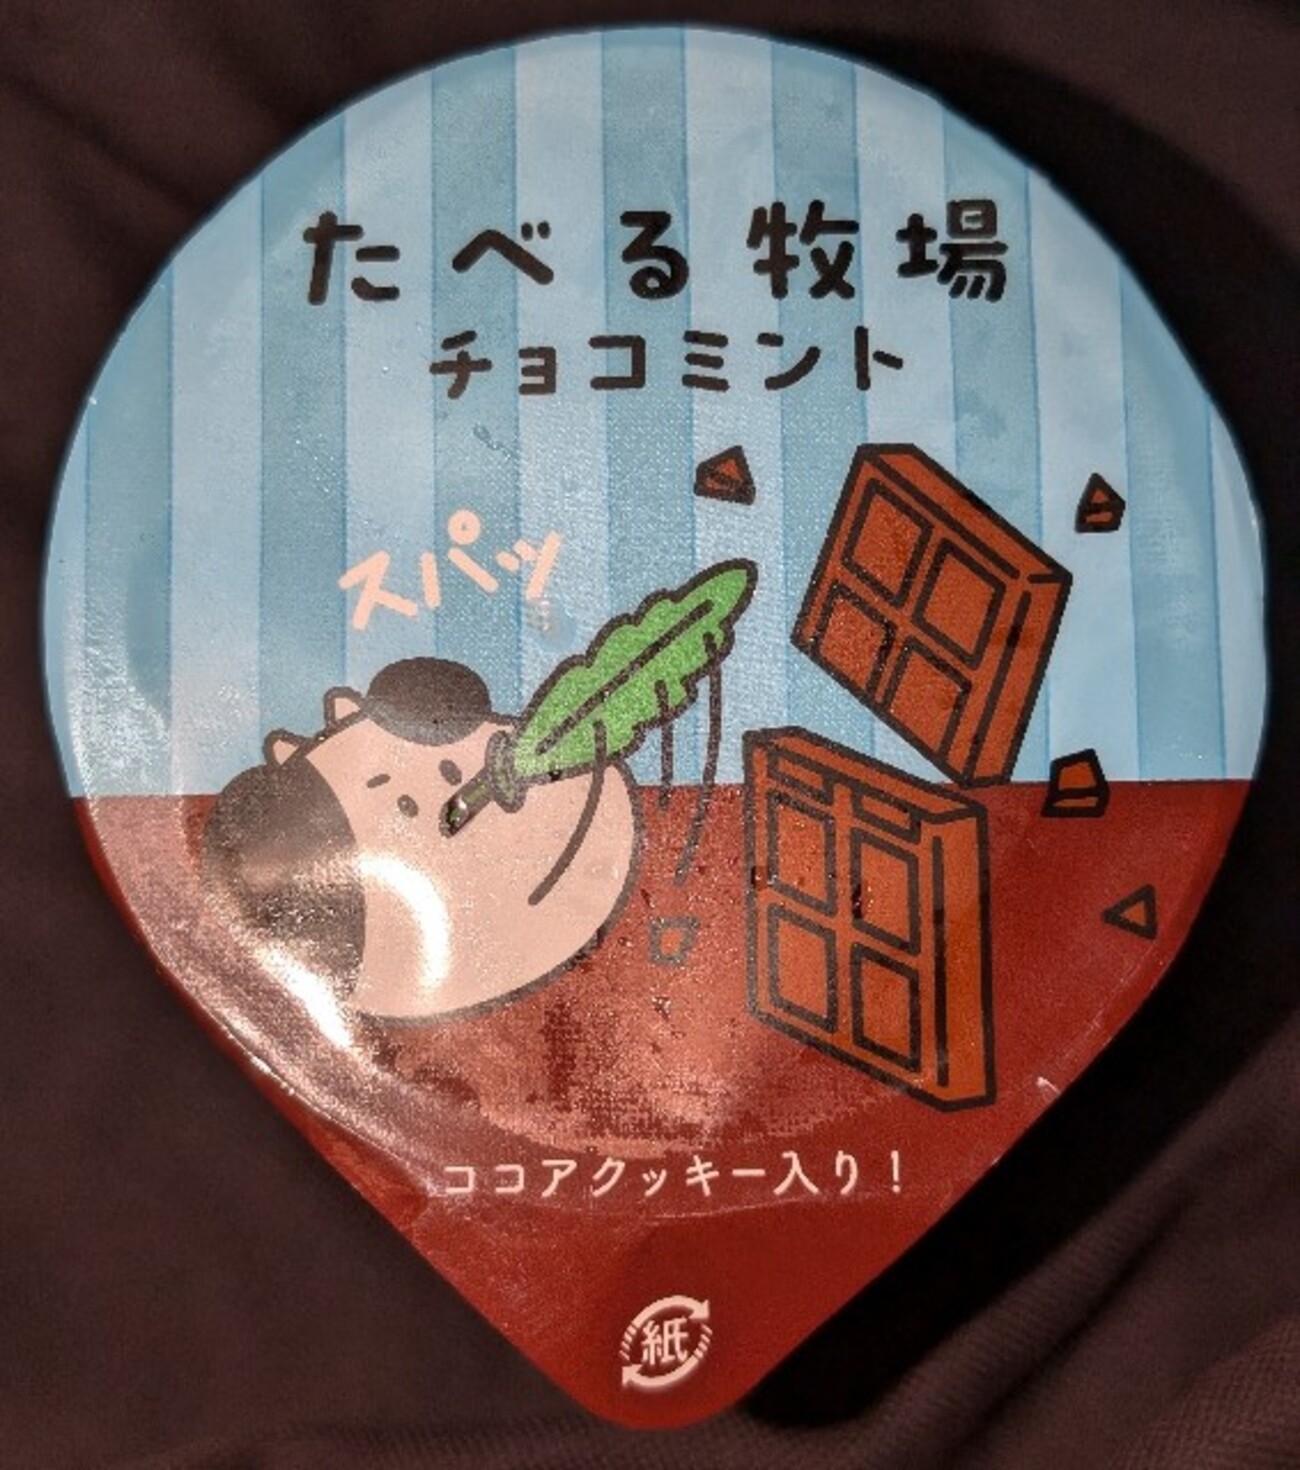 たべる牧場
チョコミント
スパッ
ココアクッキー入り！
紙